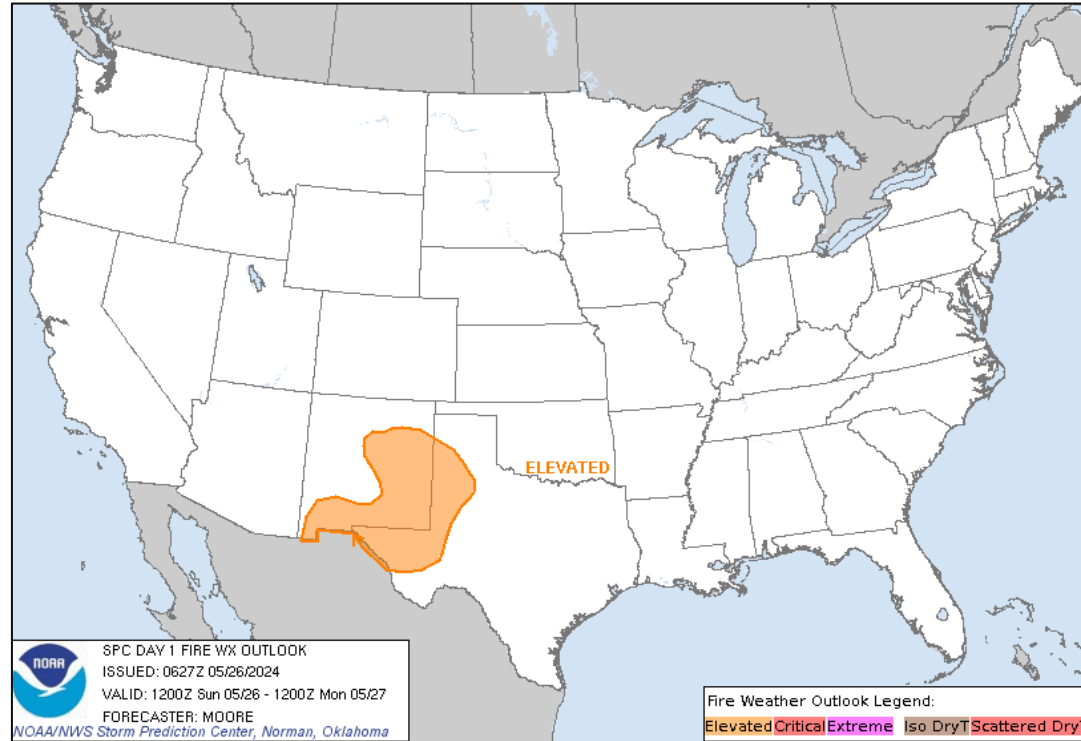 ELEVATED
NOAA
SPC DAY 1 FIRE WX OUTLOOK
ISSUED: 0627Z 05/26/2024
VALID: 1200Z Sun 05/26 - 1200Z Mon 05/27
FORECASTER: MOORE
NOAA/NWS Storm Prediction Center, Norman, Oklahoma
Fire Weather Outlook Legend:
Elevated Critical Extreme Iso DryT Scattered DryT